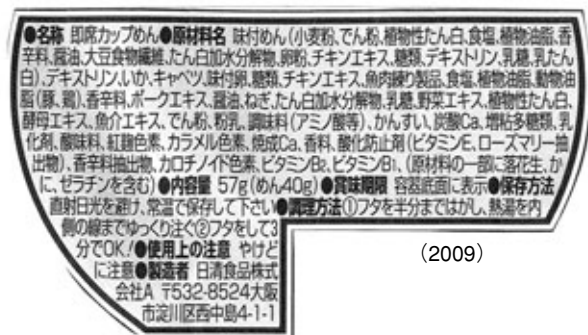 ●名称 即席カップめん●原材料名 味付めん(小麦粉、でん粉、植物性たん白、食塩、植物油脂、香
辛料、醤油、大豆食物繊維、たん白加水分解物、卵粉、チキンエキス、糖類、デキストリン、乳糖、乳たん
白)、デキストリン、いか、キャベツ、味付卵、糖類、チキンエキス、魚肉練り製品、食塩、植物油脂、動物油
脂(豚、鶏)、香辛料、ポークエキス、醤油、ねぎ、たん白加水分解物、乳糖、野菜エキス、植物性たん白、
酵母エキス、魚介エキス、でん粉、粉乳、調味料(アミノ酸等)、かんすい、炭酸Ca、増粘多糖類、乳
化剤、酸味料、紅麹色素、カラメル色素、焼成Ca、香料、酸化防止剤(ビタミンE、ローズマリー抽
出物)、香辛料抽出物、カロチノイド色素、ビタミンB₂、ビタミンB₁、(原材料の一部に落花生、か
に、ゼラチンを含む)●内容量 57g(めん40g)●賞味期限 容器底面に表示●保存方法
直射日光を避け、常温で保存して下さい●調理方法①フタを半分まではがし、熱湯を内
側の線までゆっくり注ぐ②フタをして3
分でOK!●使用上の注意 やけど
に注意●製造者 日清食品株式
会社A 〒532-8524大阪
市淀川区西中島4-1-1
(2009)